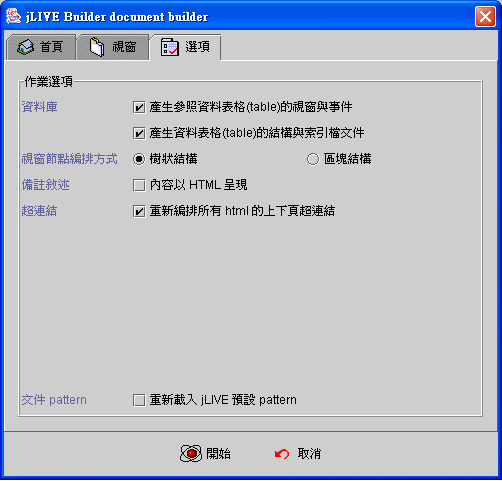 jLIVE Builder document builder
首頁 視窗 選項
作業選項
資料庫 產生參照資料表格(table)的視窗與事件
產生資料表格(table)的結構與索引檔文件
視窗節點編排方式 樹狀結構 區塊結構
備註敘述 內容以 HTML 呈現
超連結 重新編排所有 html 的上下頁超連結
文件 pattern 重新載入 jLIVE 預設 pattern
開始 取消